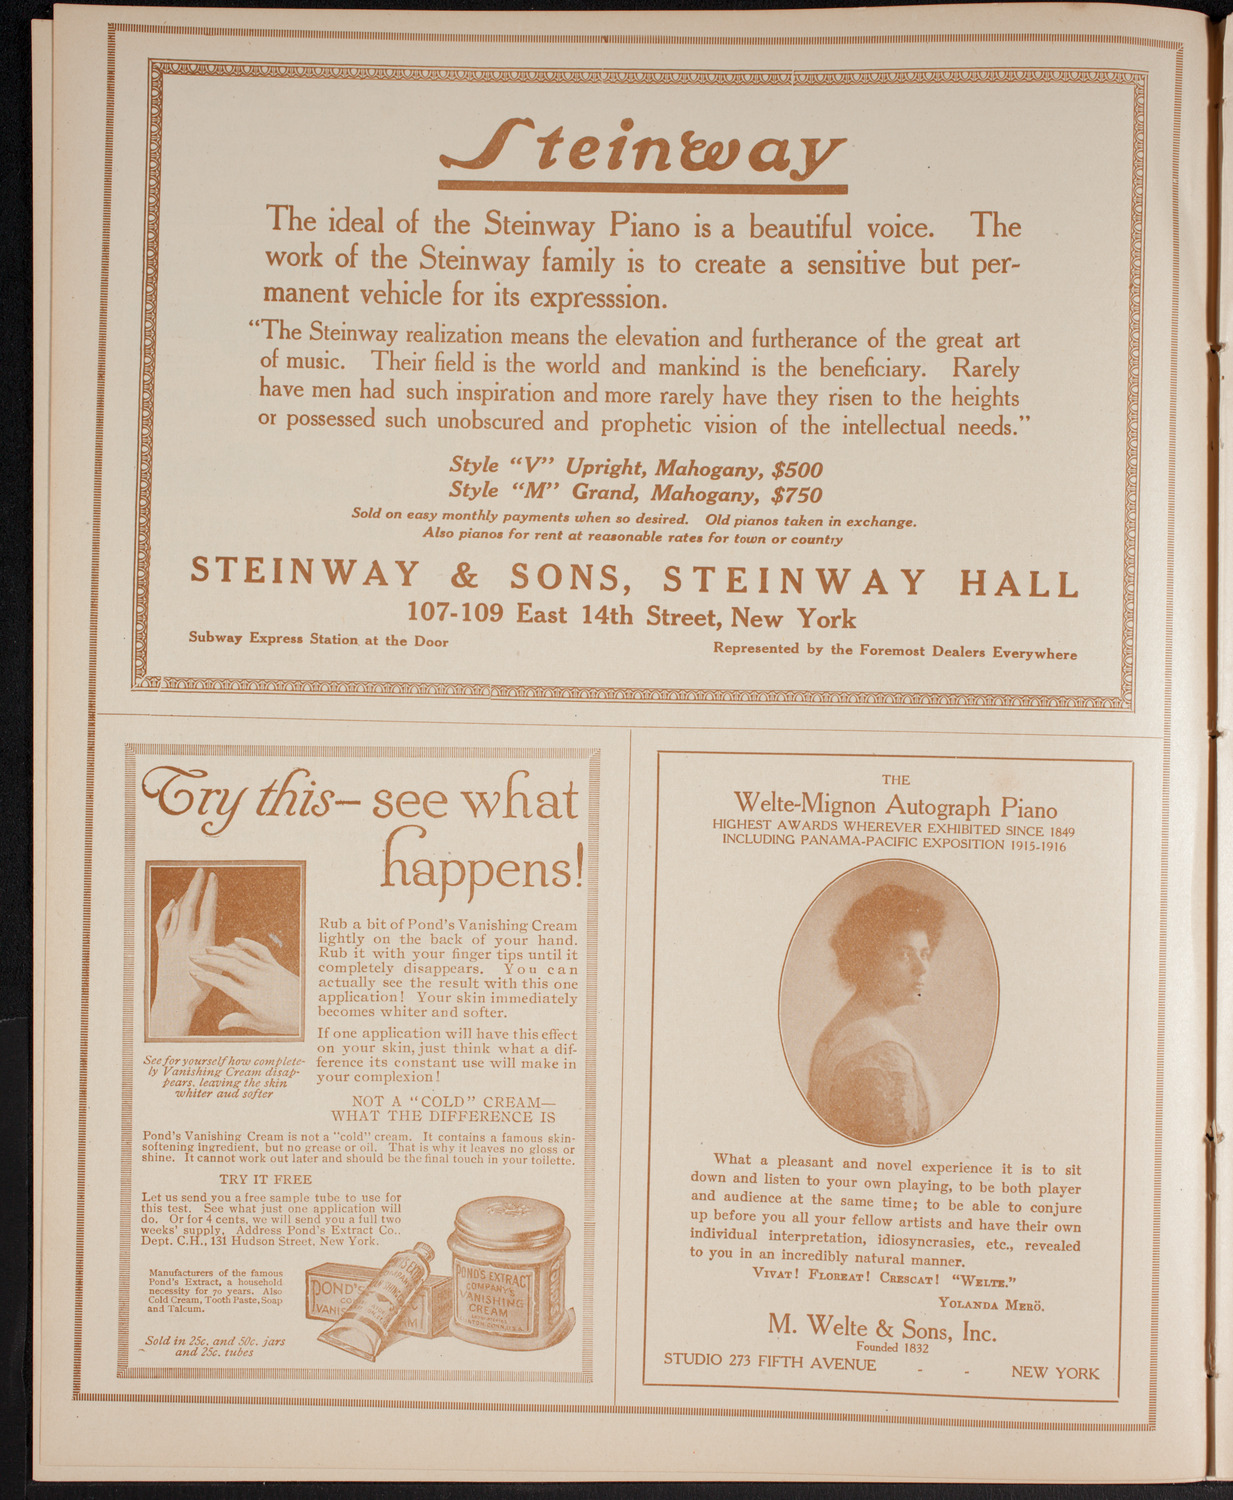 Steinway
The ideal of the Steinway Piano is a beautiful voice. The
work of the Steinway family is to create a sensitive but per-
manent vehicle for its expresssion.
“The Steinway realization means the elevation and furtherance of the great art
of music. Their field is the world and mankind is the beneficiary. Rarely
have men had such inspiration and more rarely have they risen to the heights
or possessed such unobscured and prophetic vision of the intellectual needs.”
Style “V” Upright, Mahogany, $500
Style “M” Grand, Mahogany, $750
Sold on easy monthly payments when so desired. Old pianos taken in exchange.
Also pianos for rent at reasonable rates for town or country
STEINWAY & SONS, STEINWAY HALL
107-109 East 14th Street, New York
Subway Express Station at the Door
Represented by the Foremost Dealers Everywhere
Try this— see what
happens!
Rub a bit of Pond's Vanishing Cream
lightly on the back of your hand.
Rub it with your finger tips until it
completely disappears. You can
actually see the result with this one
application! Your skin immediately
becomes whiter and softer.
If one application will have this effect
on your skin, just think what a dif-
ference its constant use will make in
your complexion!
See for yourself how complete-
ly Vanishing Cream disap-
pears, leaving the skin
whiter aud softer
NOT A “COLD” CREAM—
WHAT THE DIFFERENCE IS
Pond's Vanishing Cream is not a “cold” cream. It contains a famous skin-
softening ingredient, but no grease or oil. That is why it leaves no gloss or
shine. It cannot work out later and should be the final touch in your toilette.
TRY IT FREE
Let us send you a free sample tube to use for
this test. See what just one application will
do. Or for 4 cents, we will send you a full two
weeks' supply. Address Pond's Extract Co.,
Dept. C.H., 131 Hudson Street, New York.
Manufacturers of the famous
Pond's Extract, a household
necessity for 70 years. Also
Cold Cream, Tooth Paste, Soap
and Talcum.
Sold in 25c. and 50c. jars
and 25c. tubes
POND'S
VANIS
POND'S EXTRACT
COMPANY'S
VANISHING
CREAM
THE
Welte-Mignon Autograph Piano
HIGHEST AWARDS WHEREVER EXHIBITED SINCE 1849
INCLUDING PANAMA-PACIFIC EXPOSITION 1915-1916
What a pleasant and novel experience it is to sit
down and listen to your own playing, to be both player
and audience at the same time; to be able to conjure
up before you all your fellow artists and have their own
individual interpretation, idiosyncrasies, etc., revealed
to you in an incredibly natural manner.
VIVAT! FLOREAT! CRESCAT! “WELTE.”
YOLANDA MERÖ.
M. Welte & Sons, Inc.
Founded 1832
STUDIO 273 FIFTH AVENUE - - NEW YORK